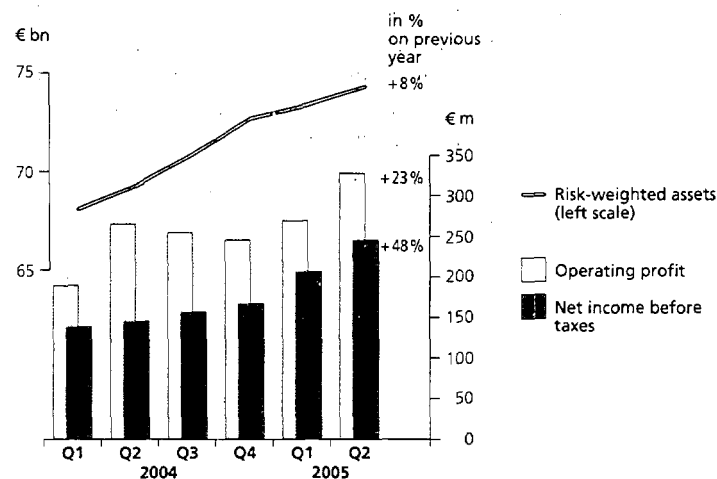 in %
on previous
year
€ bn
75
70
65
+8%
+23%
+48%
€ m
350
300
250
200
150
100
50
0
Risk-weighted assets
(left scale)
Operating profit
Net income before
taxes
Q1 Q2 Q3 Q4 Q1 Q2
2004 2005